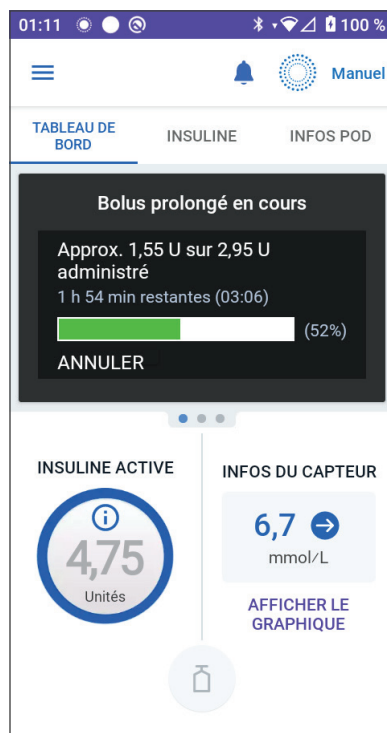 01:11 100 %
Manuel
TABLEAU DE
BORD
INSULINE
INFOS POD
Bolus prolongé en cours
Approx. 1,55 U sur 2,95 U
administré
1 h 54 min restantes (03:06)
(52%)
ANNULER
INSULINE ACTIVE
4,75
Unités
INFOS DU CAPTEUR
6,7
mmol/L
AFFICHER LE
GRAPHIQUE